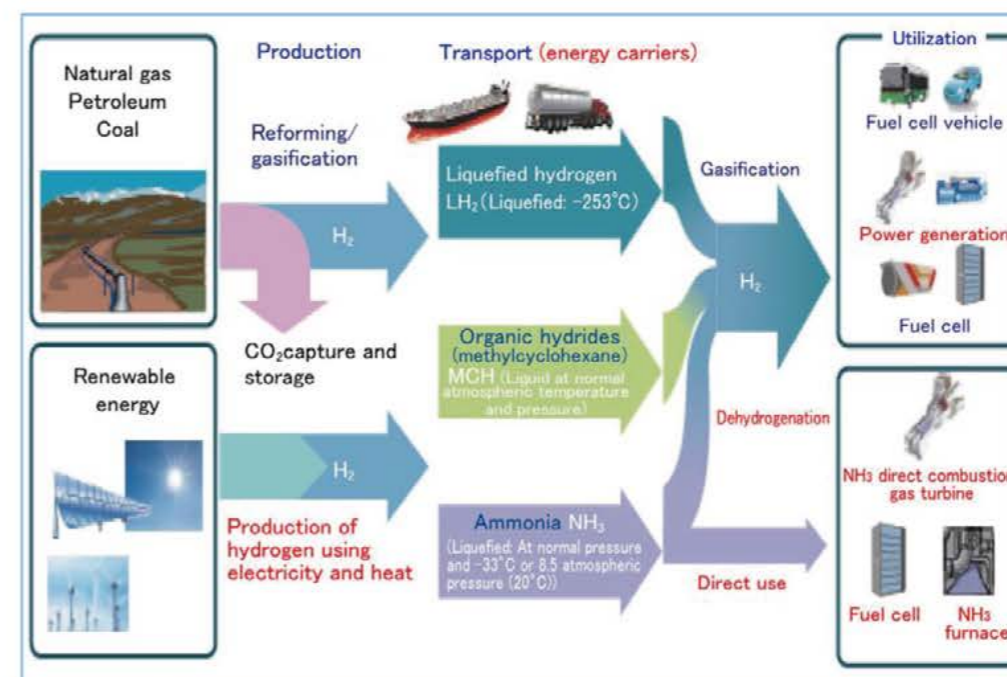 Natural gas
Petroleum
Coal
Renewable
energy
Production
Reforming/
gasification
H₂
CO₂capture and
storage
H₂
Production of
hydrogen using
electricity and heat
Transport (energy carriers)
Liquefied hydrogen
LH₂ (Liquefied: -253°C)
Organic hydrides
(methylcyclohexane)
MCH (Liquid at normal
atmospheric temperature
and pressure)
Ammonia NH₃
(Liquefied: At normal pressure
and -33°C or 8.5 atmospheric
pressure (20°C))
Gasification
H₂
Dehydrogenation
Direct use
Utilization
Fuel cell vehicle
Power generation
Fuel cell
NH₃ direct combustion
gas turbine
Fuel cell
NH₃
furnace